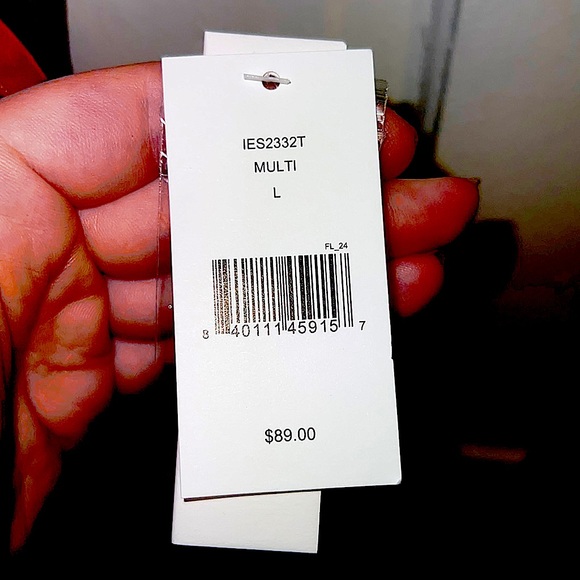 IES2332T
MULTI
L
FL_24
8 40111 45915 7
$89.00